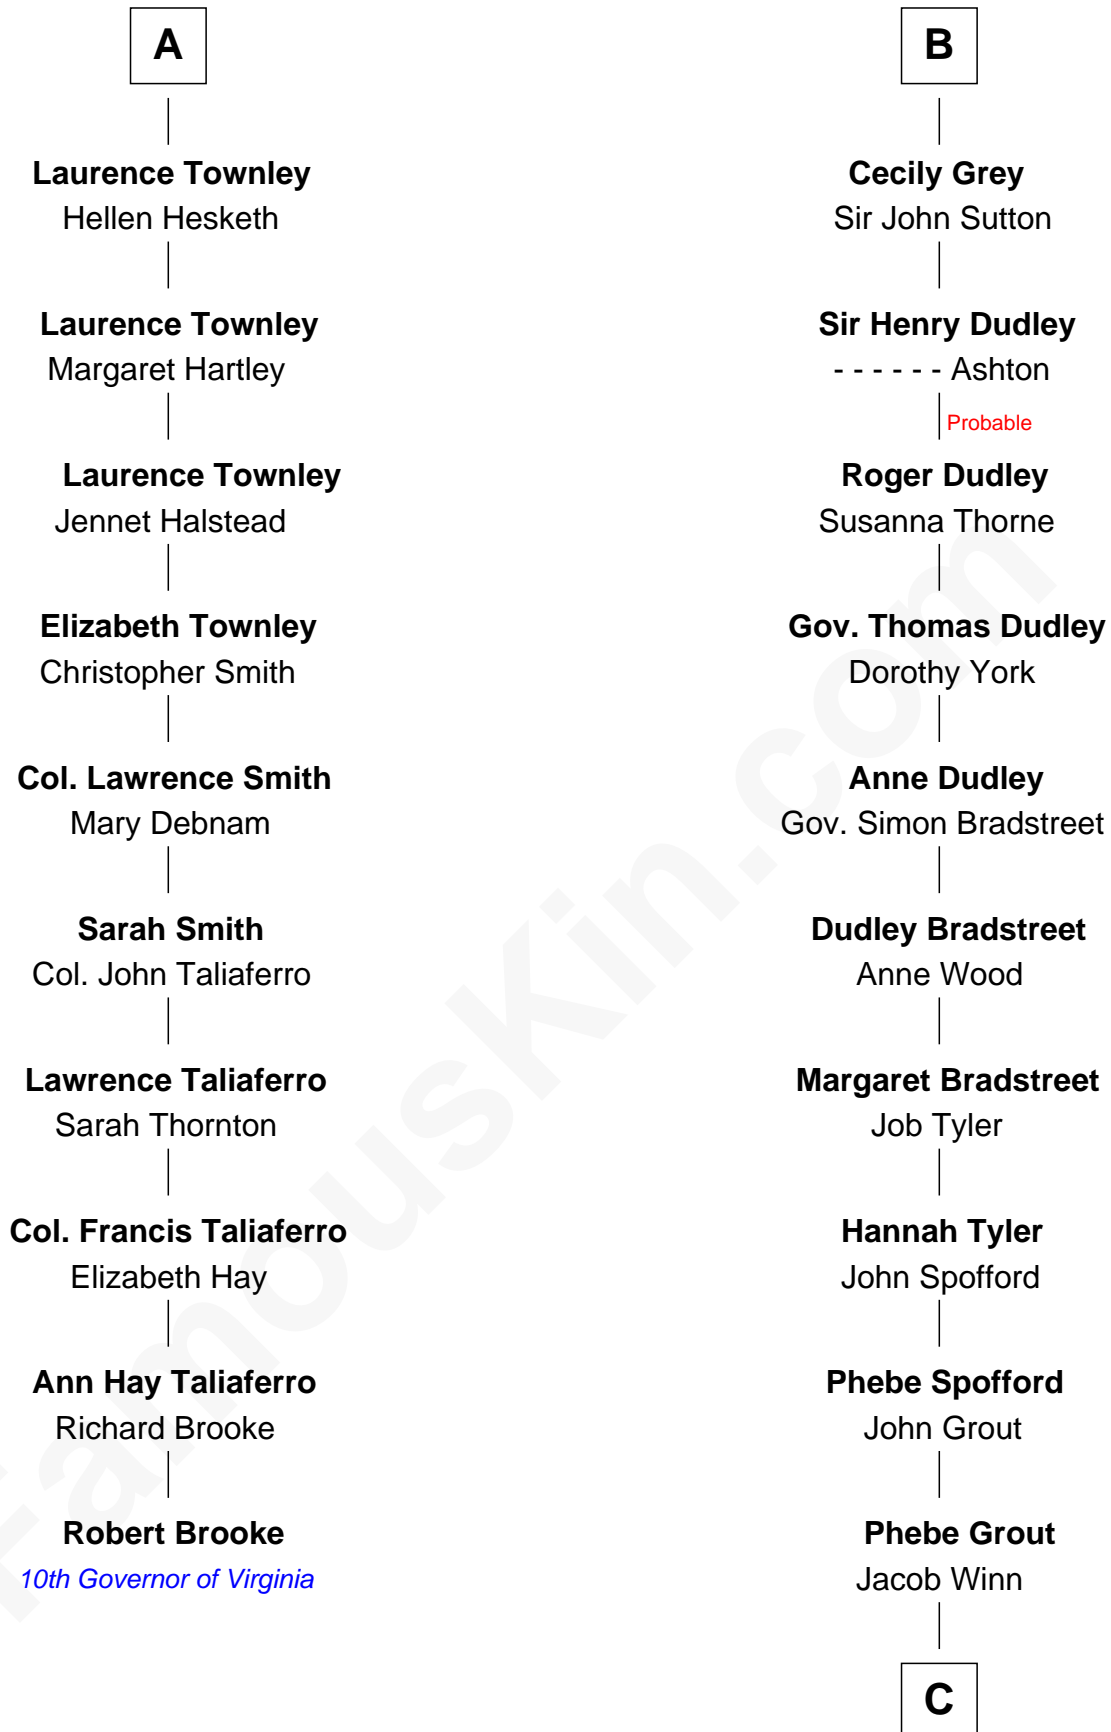 A
Laurence Townley
Hellen Hesketh
Laurence Townley
Margaret Hartley
Laurence Townley
Jennet Halstead
Elizabeth Townley
Christopher Smith
Col. Lawrence Smith
Mary Debnam
Sarah Smith
Col. John Taliaferro
Lawrence Taliaferro
Sarah Thornton
Col. Francis Taliaferro
Elizabeth Hay
Ann Hay Taliaferro
Richard Brooke
Robert Brooke
10th Governor of Virginia
B
Cecily Grey
Sir John Sutton
Sir Henry Dudley
- - - - - - Ashton
Probable
Roger Dudley
Susanna Thorne
Gov. Thomas Dudley
Dorothy York
Anne Dudley
Gov. Simon Bradstreet
Dudley Bradstreet
Anne Wood
Margaret Bradstreet
Job Tyler
Hannah Tyler
John Spofford
Phebe Spofford
John Grout
Phebe Grout
Jacob Winn
C
FamousKin.com